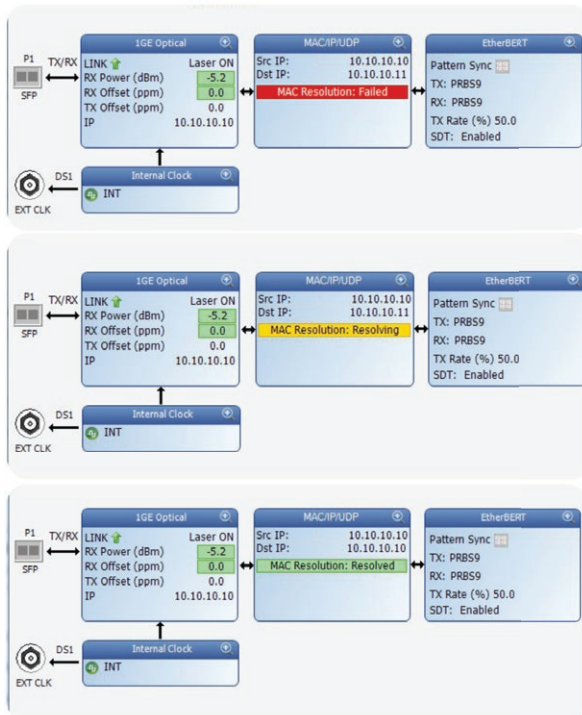 1GE Optical
MAC/IP/UDP
EtherBERT
P1
TX/RX
SFP
LINK
Laser ON
RX Power (dBm)
-5.2
RX Offset (ppm)
0.0
TX Offset (ppm)
0.0
IP
10.10.10.10
Src IP:
10.10.10.10
Dst IP:
10.10.10.11
MAC Resolution: Failed
Pattern Sync
TX: PRBS9
RX: PRBS9
TX Rate (%) 50.0
SDT: Enabled
DS1
EXT CLK
Internal Clock
INT
1GE Optical
MAC/IP/UDP
EtherBERT
P1
TX/RX
SFP
LINK
Laser ON
RX Power (dBm)
-5.2
RX Offset (ppm)
0.0
TX Offset (ppm)
0.0
IP
10.10.10.10
Src IP:
10.10.10.10
Dst IP:
10.10.10.11
MAC Resolution: Resolving
Pattern Sync
TX: PRBS9
RX: PRBS9
TX Rate (%) 50.0
SDT: Enabled
DS1
EXT CLK
Internal Clock
INT
1GE Optical
MAC/IP/UDP
EtherBERT
P1
TX/RX
SFP
LINK
Laser ON
RX Power (dBm)
-5.2
RX Offset (ppm)
0.0
TX Offset (ppm)
0.0
IP
10.10.10.10
Src IP:
10.10.10.10
Dst IP:
10.10.10.10
MAC Resolution: Resolved
Pattern Sync
TX: PRBS9
RX: PRBS9
TX Rate (%) 50.0
SDT: Enabled
DS1
EXT CLK
Internal Clock
INT